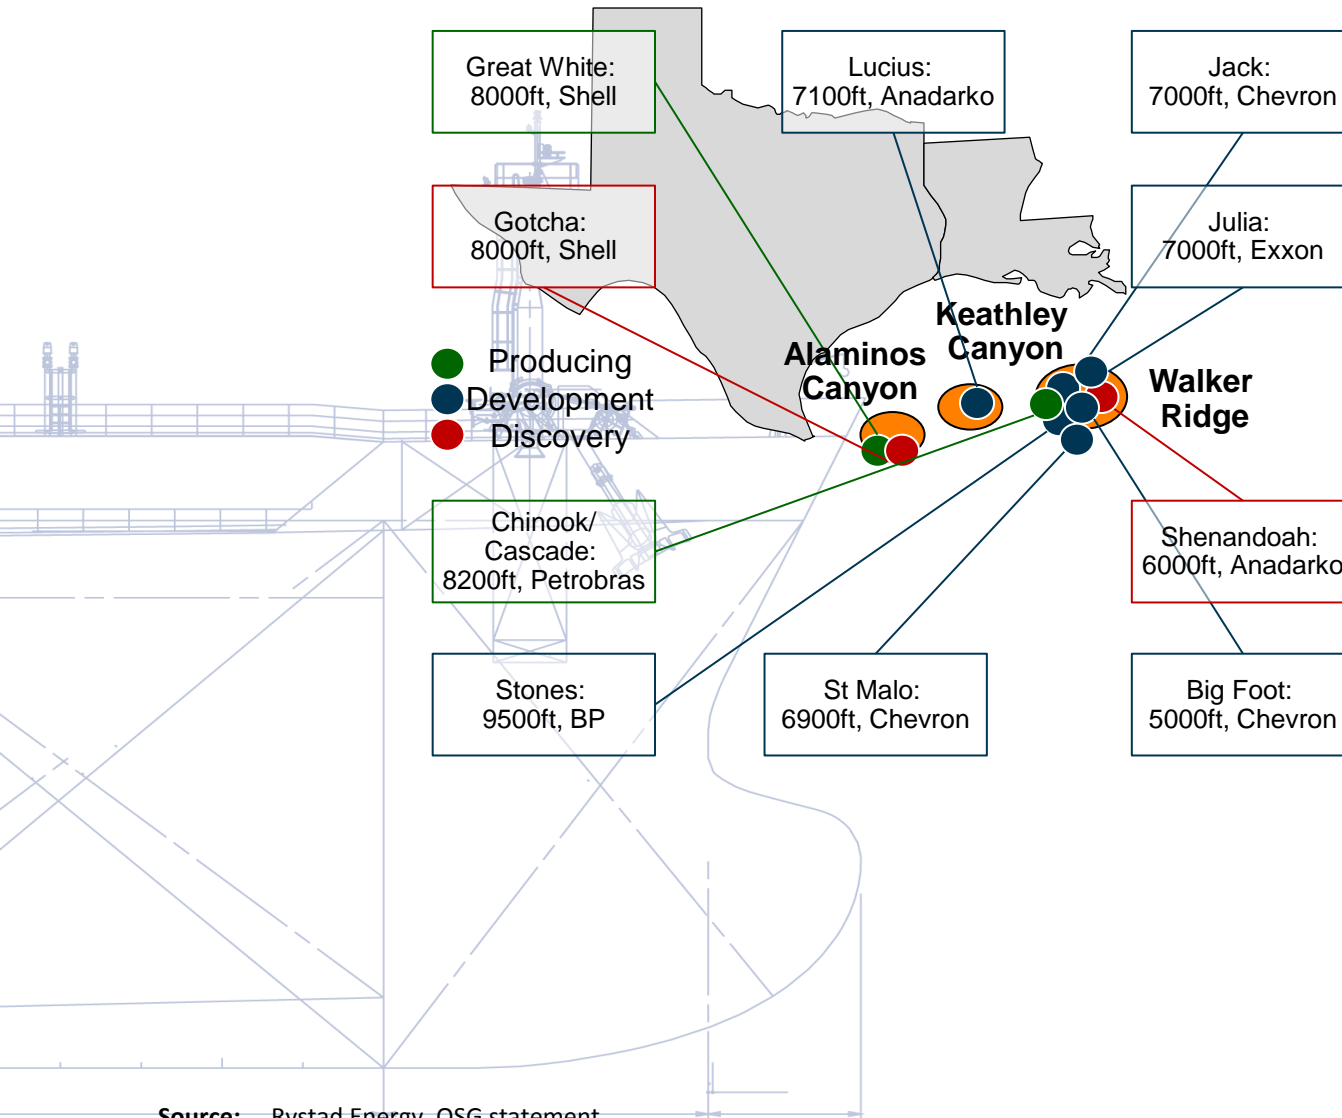 Great White:
8000ft, Shell
Lucius:
7100ft, Anadarko
Jack:
7000ft, Chevron
Gotcha:
8000ft, Shell
Julia:
7000ft, Exxon
Keathley
Canyon
Alaminos
Canyon
Walker
Ridge
Producing
Development
Discovery
Chinook/
Cascade:
8200ft, Petrobras
Shenandoah:
6000ft, Anadarko
Stones:
9500ft, BP
St Malo:
6900ft, Chevron
Big Foot:
5000ft, Chevron
Source: Rystad Energy, OSG statement